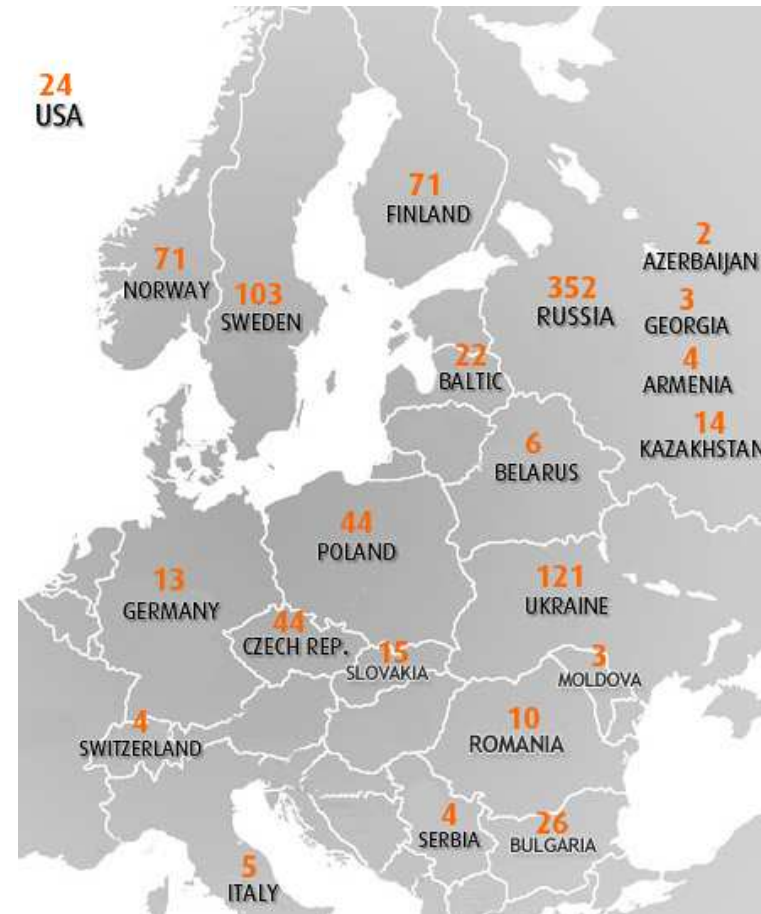 24
USA
71
FINLAND
2
AZERBAIJAN
71
NORWAY
103
SWEDEN
352
RUSSIA
3
GEORGIA
22
BALTIC
4
ARMENIA
14
KAZAKHSTAN
6
BELARUS
44
POLAND
13
GERMANY
121
UKRAINE
44
CZECH REP.
15
SLOVAKIA
3
MOLDOVA
4
SWITZERLAND
10
ROMANIA
4
SERBIA
26
BULGARIA
5
ITALY